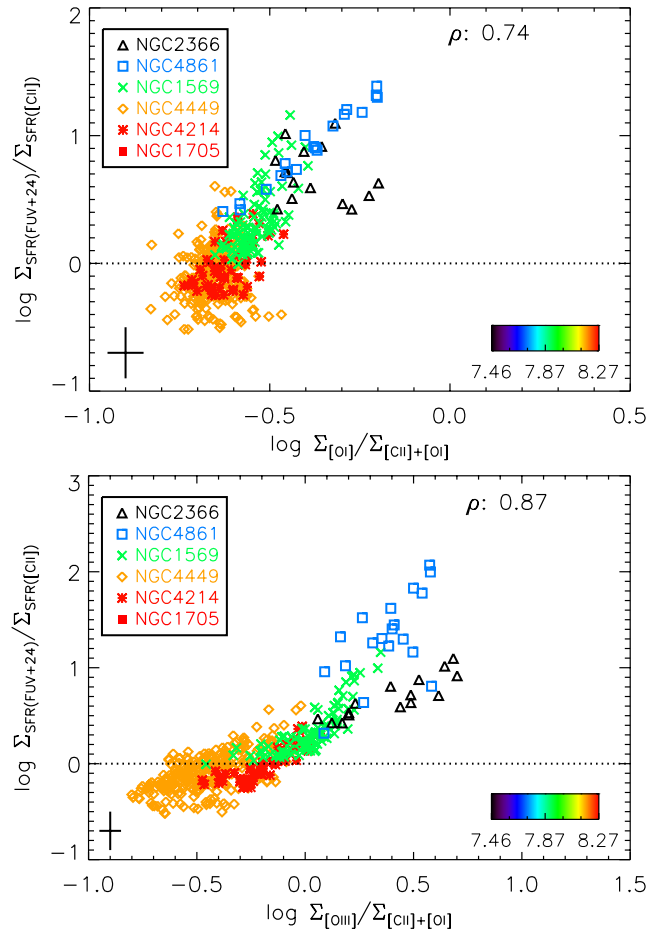 ρ: 0.74
△ NGC2366
□ NGC4861
× NGC1569
◇ NGC4449
✱ NGC4214
■ NGC1705
log Σ_SFR(FUV+24)/Σ_SFR([CII])
2
1
0
−1
7.46 7.87 8.27
−1.0 −0.5 0.0 0.5
log Σ_[OI]/Σ_[CII]+[OI]
ρ: 0.87
△ NGC2366
□ NGC4861
× NGC1569
◇ NGC4449
✱ NGC4214
■ NGC1705
log Σ_SFR(FUV+24)/Σ_SFR([CII])
3
2
1
0
−1
7.46 7.87 8.27
−1.0 −0.5 0.0 0.5 1.0 1.5
log Σ_[OIII]/Σ_[CII]+[OI]